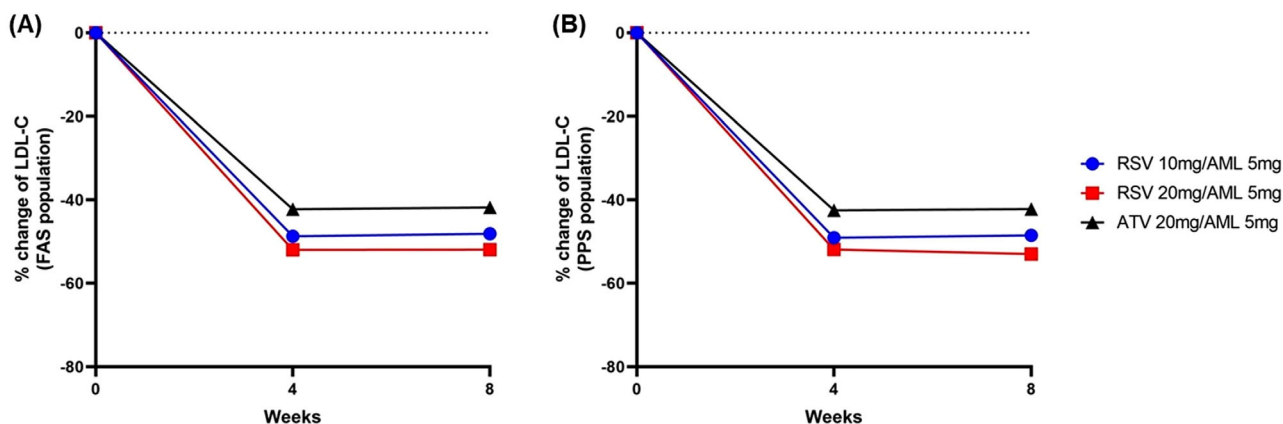 (A)
% change of LDL-C
(FAS population)
0
-20
-40
-60
-80
0
4
8
Weeks
(B)
% change of LDL-C
(PPS population)
0
-20
-40
-60
-80
0
4
8
Weeks
RSV 10mg/AML 5mg
RSV 20mg/AML 5mg
ATV 20mg/AML 5mg